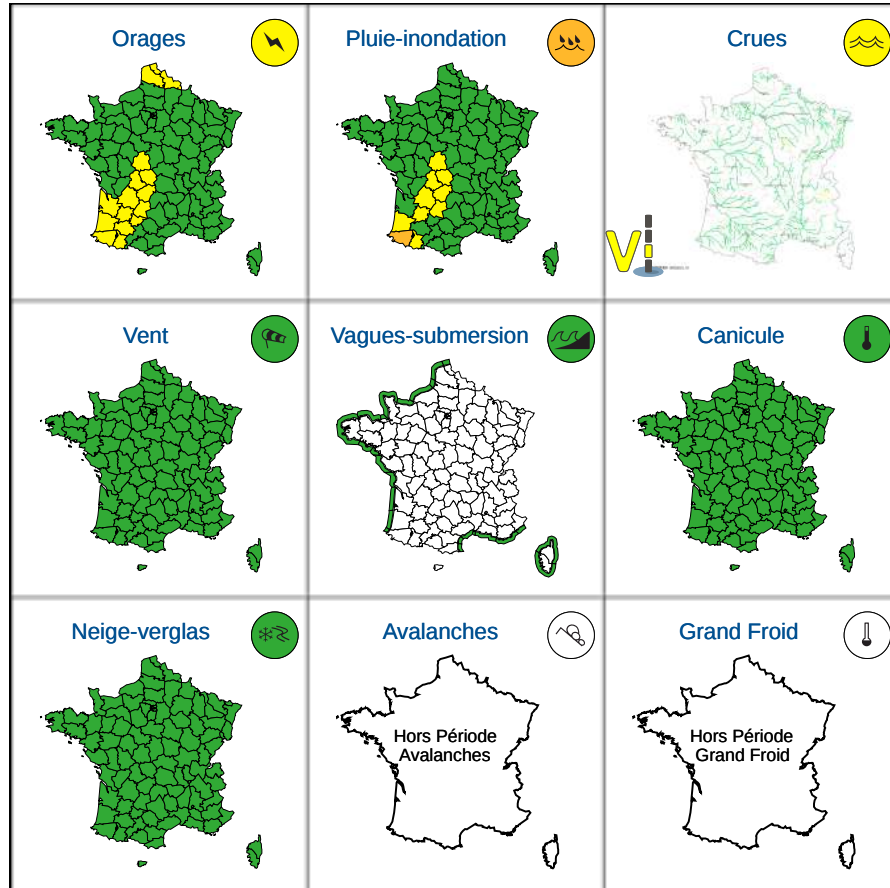 Orages
Pluie-inondation
Crues
Vi
Vent
Vagues-submersion
Canicule
Neige-verglas
Avalanches
Grand Froid
Hors Période
Avalanches
Hors Période
Grand Froid